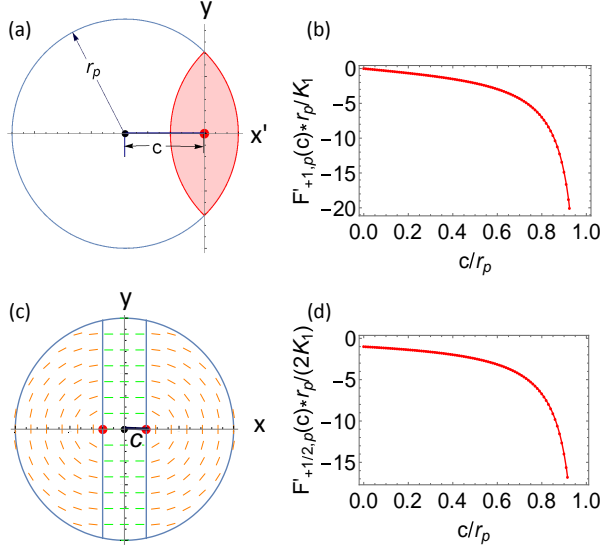 (a)
y
r_p
x'
c
(b)
F'_{+1,p}(c)*r_p/K_1
0
−5
−10
−15
−20
0.0 0.2 0.4 0.6 0.8 1.0
c/r_p
(c)
y
x
c
(d)
F'_{+1/2,p}(c)*r_p/(2K_1)
0
−5
−10
−15
0.0 0.2 0.4 0.6 0.8 1.0
c/r_p